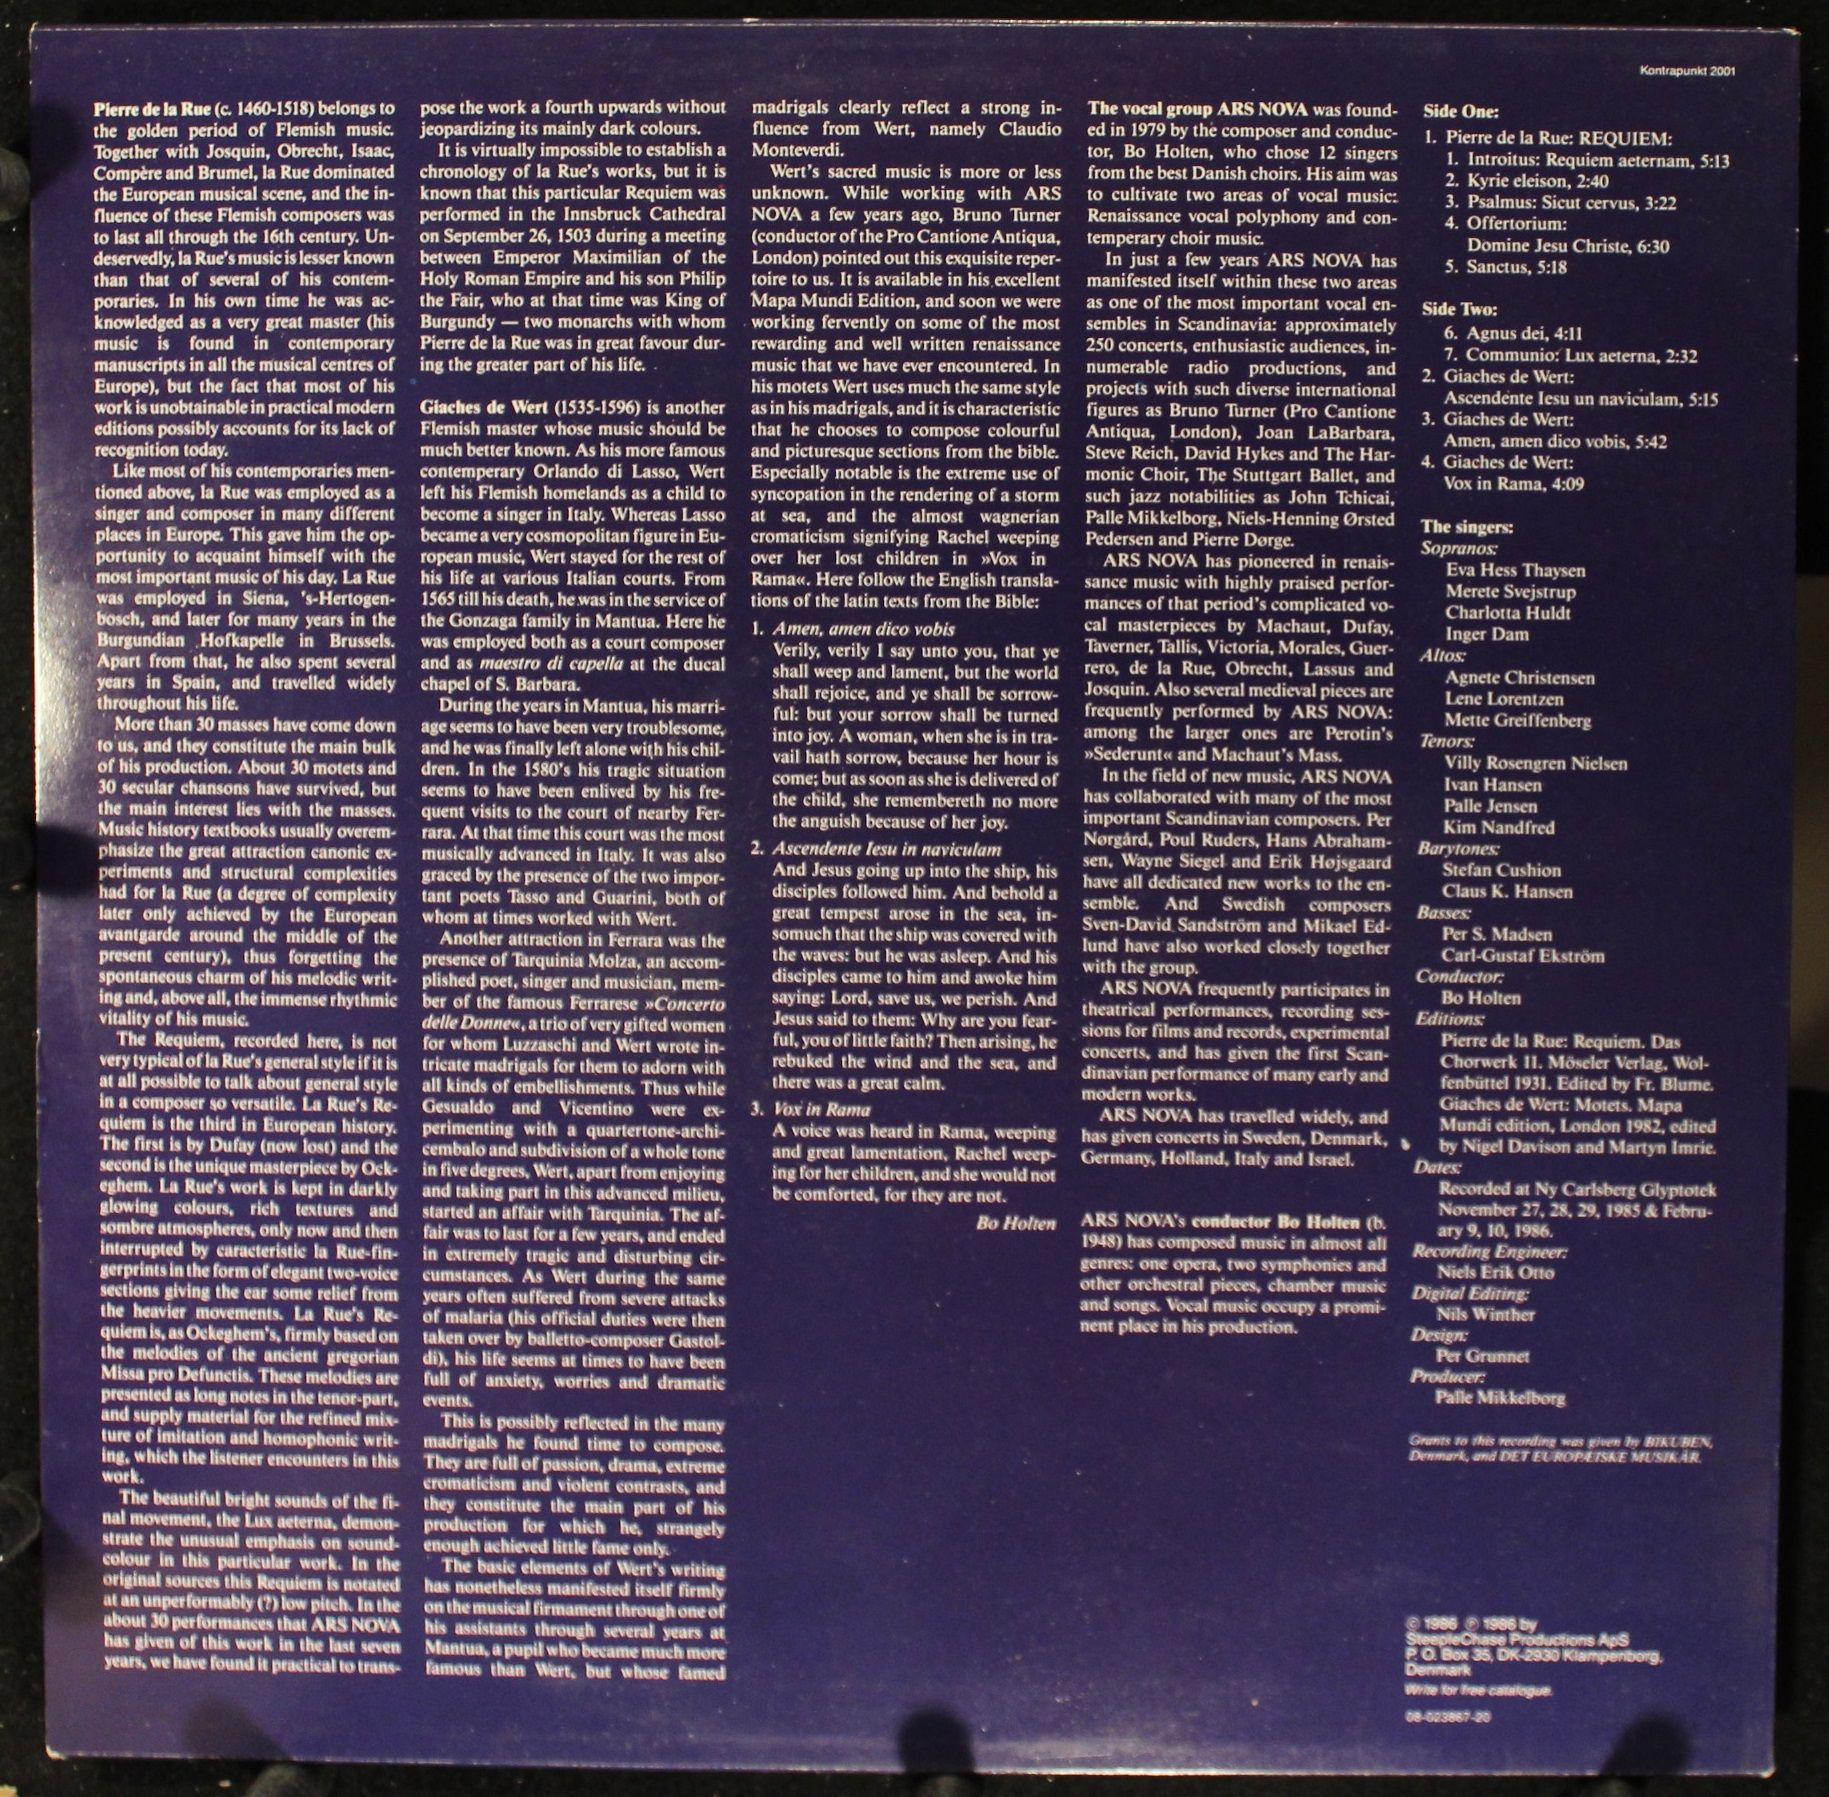 Kontrapunkt 2001
Pierre de la Rue (c. 1460-1518) belongs to
the golden period of Flemish music.
Together with Josquin, Obrecht, Isaac,
Compère and Brumel, la Rue dominated
the European musical scene, and the in-
fluence of these Flemish composers was
to last all through the 16th century. Un-
deservedly, la Rue's music is lesser known
than that of several of his contem-
poraries. In his own time he was ac-
knowledged as a very great master (his
music is found in contemporary
manuscripts in all the musical centres of
Europe), but the fact that most of his
work is unobtainable in practical modern
editions possibly accounts for its lack of
recognition today.
Like most of his contemporaries men-
tioned above, la Rue was employed as a
singer and composer in many different
places in Europe. This gave him the op-
portunity to acquaint himself with the
most important music of his day. La Rue
was employed in Siena, 's-Hertogen-
bosch, and later for many years in the
Burgundian Hofkapelle in Brussels.
Apart from that, he also spent several
years in Spain, and travelled widely
throughout his life.
More than 30 masses have come down
to us, and they constitute the main bulk
of his production. About 30 motets and
30 secular chansons have survived, but
the main interest lies with the masses.
Music history textbooks usually overem-
phasize the great attraction canonic ex-
periments and structural complexities
had for la Rue (a degree of complexity
later only achieved by the European
avantgarde around the middle of the
present century), thus forgetting the
spontaneous charm of his melodic writ-
ing and, above all, the immense rhythmic
vitality of his music.
The Requiem, recorded here, is not
very typical of la Rue's general style if it is
at all possible to talk about general style
in a composer so versatile. La Rue's Re-
quiem is the third in European history.
The first is by Dufay (now lost) and the
second is the unique masterpiece by Ock-
eghem. La Rue's work is kept in darkly
glowing colours, rich textures and
sombre atmospheres, only now and then
interrupted by caracteristic la Rue-fin-
gerprints in the form of elegant two-voice
sections giving the ear some relief from
the heavier movements. La Rue's Re-
quiem is, as Ockeghem's, firmly based on
the melodies of the ancient gregorian
Missa pro Defunctis. These melodies are
presented as long notes in the tenor-part,
and supply material for the refined mix-
ture of imitation and homophonic writ-
ing, which the listener encounters in this
work.
The beautiful bright sounds of the fi-
nal movement, the Lux aeterna, demon-
strate the unusual emphasis on sound-
colour in this particular work. In the
original sources this Requiem is notated
at an unperformably (?) low pitch. In the
about 30 performances that ARS NOVA
has given of this work in the last seven
years, we have found it practical to trans-
pose the work a fourth upwards without
jeopardizing its mainly dark colours.
It is virtually impossible to establish a
chronology of la Rue's works, but it is
known that this particular Requiem was
performed in the Innsbruck Cathedral
on September 26, 1503 during a meeting
between Emperor Maximilian of the
Holy Roman Empire and his son Philip
the Fair, who at that time was King of
Burgundy — two monarchs with whom
Pierre de la Rue was in great favour dur-
ing the greater part of his life.
Giaches de Wert (1535-1596) is another
Flemish master whose music should be
much better known. As his more famous
contemperary Orlando di Lasso, Wert
left his Flemish homelands as a child to
become a singer in Italy. Whereas Lasso
became a very cosmopolitan figure in Eu-
ropean music, Wert stayed for the rest of
his life at various Italian courts. From
1565 till his death, he was in the service of
the Gonzaga family in Mantua. Here he
was employed both as a court composer
and as maestro di capella at the ducal
chapel of S. Barbara.
During the years in Mantua, his marri-
age seems to have been very troublesome,
and he was finally left alone with his chil-
dren. In the 1580's his tragic situation
seems to have been enlived by his fre-
quent visits to the court of nearby Fer-
rara. At that time this court was the most
musically advanced in Italy. It was also
graced by the presence of the two impor-
tant poets Tasso and Guarini, both of
whom at times worked with Wert.
Another attraction in Ferrara was the
presence of Tarquinia Molza, an accom-
plished poet, singer and musician, mem-
ber of the famous Ferrarese »Concerto
delle Donne«, a trio of very gifted women
for whom Luzzaschi and Wert wrote in-
tricate madrigals for them to adorn with
all kinds of embellishments. Thus while
Gesualdo and Vicentino were ex-
perimenting with a quartertone-archi-
cembalo and subdivision of a whole tone
in five degrees, Wert, apart from enjoying
and taking part in this advanced milieu,
started an affair with Tarquinia. The af-
fair was to last for a few years, and ended
in extremely tragic and disturbing cir-
cumstances. As Wert during the same
years often suffered from severe attacks
of malaria (his official duties were then
taken over by balletto-composer Gastol-
di), his life seems at times to have been
full of anxiety, worries and dramatic
events.
This is possibly reflected in the many
madrigals he found time to compose.
They are full of passion, drama, extreme
cromaticism and violent contrasts, and
they constitute the main part of his
production for which he, strangely
enough achieved little fame only.
The basic elements of Wert's writing
has nonetheless manifested itself firmly
on the musical firmament through one of
his assistants through several years at
Mantua, a pupil who became much more
famous than Wert, but whose famed
madrigals clearly reflect a strong in-
fluence from Wert, namely Claudio
Monteverdi.
Wert's sacred music is more or less
unknown. While working with ARS
NOVA a few years ago, Bruno Turner
(conductor of the Pro Cantione Antiqua,
London) pointed out this exquisite reper-
toire to us. It is available in his excellent
Mapa Mundi Edition, and soon we were
working fervently on some of the most
rewarding and well written renaissance
music that we have ever encountered. In
his motets Wert uses much the same style
as in his madrigals, and it is characteristic
that he chooses to compose colourful
and picturesque sections from the bible.
Especially notable is the extreme use of
syncopation in the rendering of a storm
at sea, and the almost wagnerian
cromaticism signifying Rachel weeping
over her lost children in »Vox in
Rama«. Here follow the English transla-
tions of the latin texts from the Bible:
1. Amen, amen dico vobis
Verily, verily I say unto you, that ye
shall weep and lament, but the world
shall rejoice, and ye shall be sorrow-
ful: but your sorrow shall be turned
into joy. A woman, when she is in tra-
vail hath sorrow, because her hour is
come; but as soon as she is delivered of
the child, she remembereth no more
the anguish because of her joy.
2. Ascendente Iesu in naviculam
And Jesus going up into the ship, his
disciples followed him. And behold a
great tempest arose in the sea, in-
somuch that the ship was covered with
the waves: but he was asleep. And his
disciples came to him and awoke him
saying: Lord, save us, we perish. And
Jesus said to them: Why are you fear-
ful, you of little faith? Then arising, he
rebuked the wind and the sea, and
there was a great calm.
3. Vox in Rama
A voice was heard in Rama, weeping
and great lamentation, Rachel weep-
ing for her children, and she would not
be comforted, for they are not.
Bo Holten
The vocal group ARS NOVA was found-
ed in 1979 by the composer and conduc-
tor, Bo Holten, who chose 12 singers
from the best Danish choirs. His aim was
to cultivate two areas of vocal music:
Renaissance vocal polyphony and con-
temperary choir music.
In just a few years ARS NOVA has
manifested itself within these two areas
as one of the most important vocal en-
sembles in Scandinavia: approximately
250 concerts, enthusiastic audiences, in-
numerable radio productions, and
projects with such diverse international
figures as Bruno Turner (Pro Cantione
Antiqua, London), Joan LaBarbara,
Steve Reich, David Hykes and The Har-
monic Choir, The Stuttgart Ballet, and
such jazz notabilities as John Tchicai,
Palle Mikkelborg, Niels-Henning Ørsted
Pedersen and Pierre Dørge.
ARS NOVA has pioneered in renais-
sance music with highly praised perfor-
mances of that period's complicated vo-
cal masterpieces by Machaut, Dufay,
Taverner, Tallis, Victoria, Morales, Guer-
rero, de la Rue, Obrecht, Lassus and
Josquin. Also several medieval pieces are
frequently performed by ARS NOVA:
among the larger ones are Perotin's
»Sederunt« and Machaut's Mass.
In the field of new music, ARS NOVA
has collaborated with many of the most
important Scandinavian composers. Per
Nørgård, Poul Ruders, Hans Abraham-
sen, Wayne Siegel and Erik Højsgaard
have all dedicated new works to the en-
semble. And Swedish composers
Sven-David Sandström and Mikael Ed-
lund have also worked closely together
with the group.
ARS NOVA frequently participates in
theatrical performances, recording ses-
sions for films and records, experimental
concerts, and has given the first Scan-
dinavian performance of many early and
modern works.
ARS NOVA has travelled widely, and
has given concerts in Sweden, Denmark,
Germany, Holland, Italy and Israel.
ARS NOVA's conductor Bo Holten (b.
1948) has composed music in almost all
genres: one opera, two symphonies and
other orchestral pieces, chamber music
and songs. Vocal music occupy a promi-
nent place in his production.
Side One:
1. Pierre de la Rue: REQUIEM:
1. Introitus: Requiem aeternam, 5:13
2. Kyrie eleison, 2:40
3. Psalmus: Sicut cervus, 3:22
4. Offertorium:
Domine Jesu Christe, 6:30
5. Sanctus, 5:18
Side Two:
6. Agnus dei, 4:11
7. Communio: Lux aeterna, 2:32
2. Giaches de Wert:
Ascendente Iesu un naviculam, 5:15
3. Giaches de Wert:
Amen, amen dico vobis, 5:42
4. Giaches de Wert:
Vox in Rama, 4:09
The singers:
Sopranos:
Eva Hess Thaysen
Merete Svejstrup
Charlotta Huldt
Inger Dam
Altos:
Agnete Christensen
Lene Lorentzen
Mette Greiffenberg
Tenors:
Villy Rosengren Nielsen
Ivan Hansen
Palle Jensen
Kim Nandfred
Barytones:
Stefan Cushion
Claus K. Hansen
Basses:
Per S. Madsen
Carl-Gustaf Ekström
Conductor:
Bo Holten
Editions:
Pierre de la Rue: Requiem. Das
Chorwerk 11. Möseler Verlag, Wol-
fenbüttel 1931. Edited by Fr. Blume.
Giaches de Wert: Motets. Mapa
Mundi edition, London 1982, edited
by Nigel Davison and Martyn Imrie.
Dates:
Recorded at Ny Carlsberg Glyptotek
November 27, 28, 29, 1985 & Febru-
ary 9, 10, 1986.
Recording Engineer:
Niels Erik Otto
Digital Editing:
Nils Winther
Design:
Per Grunnet
Producer:
Palle Mikkelborg
Grants to this recording was given by BIKUBEN,
Denmark, and DET EUROPÆISKE MUSIKÅR.
© 1986 ℗ 1986 by
SteepleChase Productions ApS
P. O. Box 35, DK-2930 Klampenborg,
Denmark
Write for free catalogue.
08-023867-20